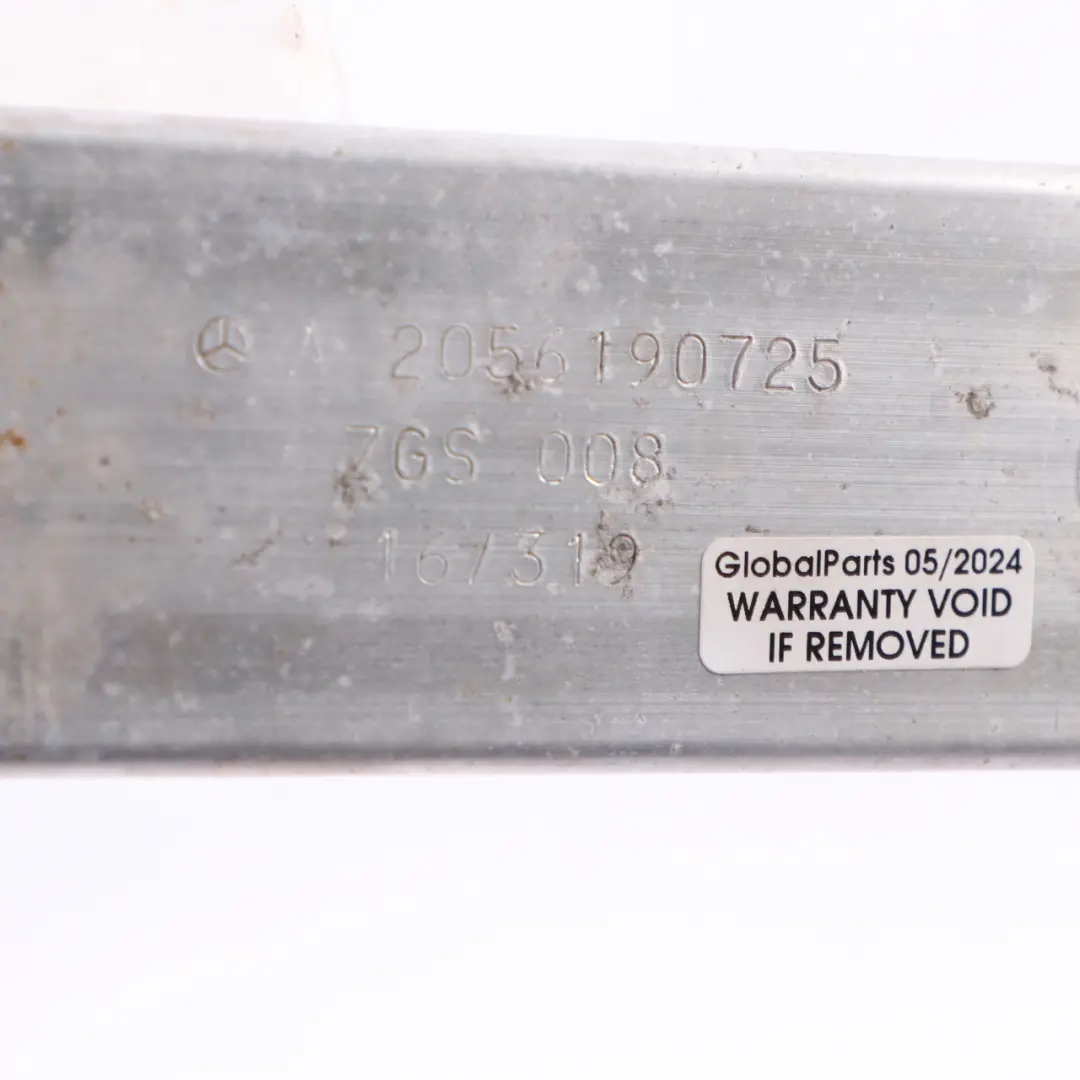 A 2056190725
ZGS 008
167319
GlobalParts 05/2024
WARRANTY VOID
IF REMOVED